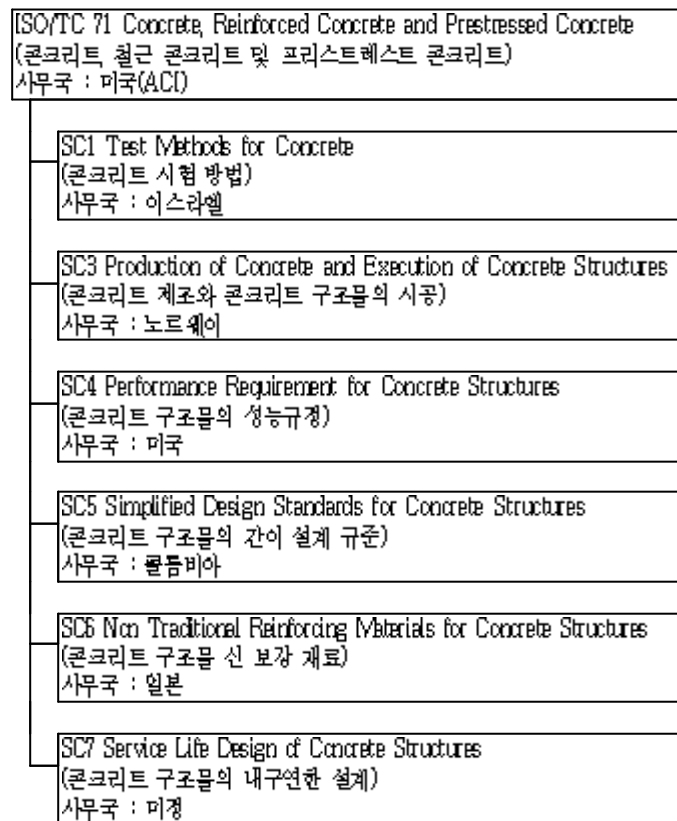 ISO/TC 71 Concrete, Reinforced Concrete and Prestressed Concrete
(콘크리트, 철근 콘크리트 및 프리스트레스트 콘크리트)
사무국 : 미국(ACI)
SC1 Test Methods for Concrete
(콘크리트 시험 방법)
사무국 : 이스라엘
SC3 Production of Concrete and Execution of Concrete Structures
(콘크리트 제조와 콘크리트 구조물의 시공)
사무국 : 노르웨이
SC4 Performance Requirement for Concrete Structures
(콘크리트 구조물의 성능규정)
사무국 : 미국
SC5 Simplified Design Standards for Concrete Structures
(콘크리트 구조물의 간이 설계 규준)
사무국 : 콜롬비아
SC6 Non Traditional Reinforcing Materials for Concrete Structures
(콘크리트 구조물 신 보강 재료)
사무국 : 일본
SC7 Service Life Design of Concrete Structures
(콘크리트 구조물의 내구연한 설계)
사무국 : 미정